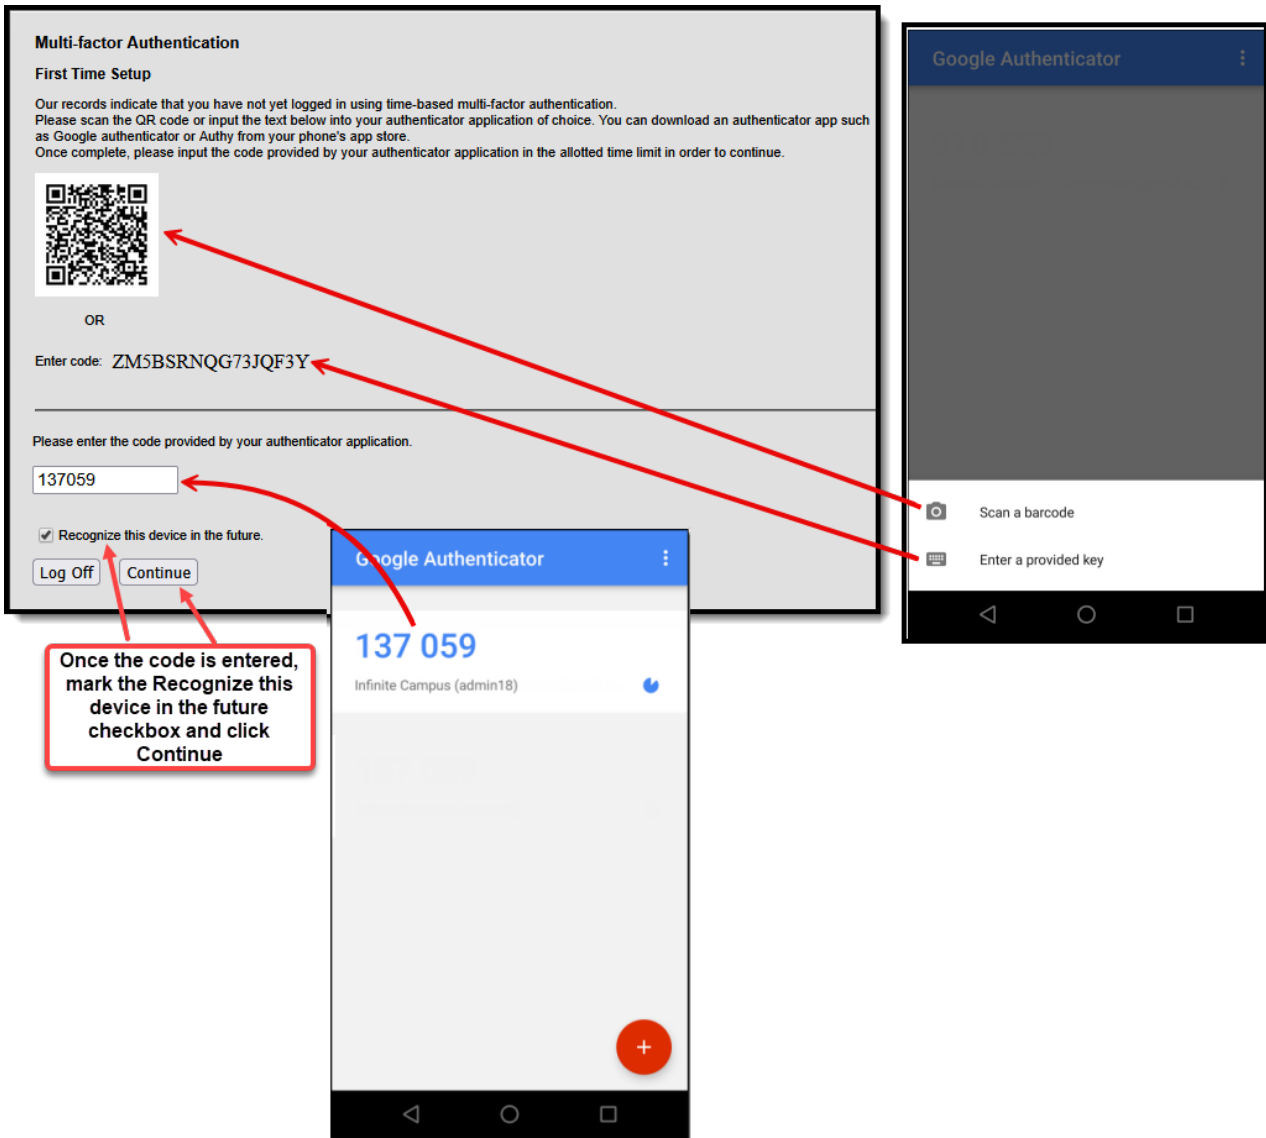 Multi-factor Authentication
First Time Setup
Our records indicate that you have not yet logged in using time-based multi-factor authentication.
Please scan the QR code or input the text below into your authenticator application of choice. You can download an authenticator app such
as Google authenticator or Authy from your phone's app store.
Once complete, please input the code provided by your authenticator application in the allotted time limit in order to continue.
OR
Enter code: ZM5BSRNQG73JQF3Y
Please enter the code provided by your authenticator application.
137059
Recognize this device in the future.
Log Off Continue
Once the code is entered,
mark the Recognize this
device in the future
checkbox and click
Continue
Google Authenticator
137 059
Infinite Campus (admin18)
+
Google Authenticator
Scan a barcode
Enter a provided key